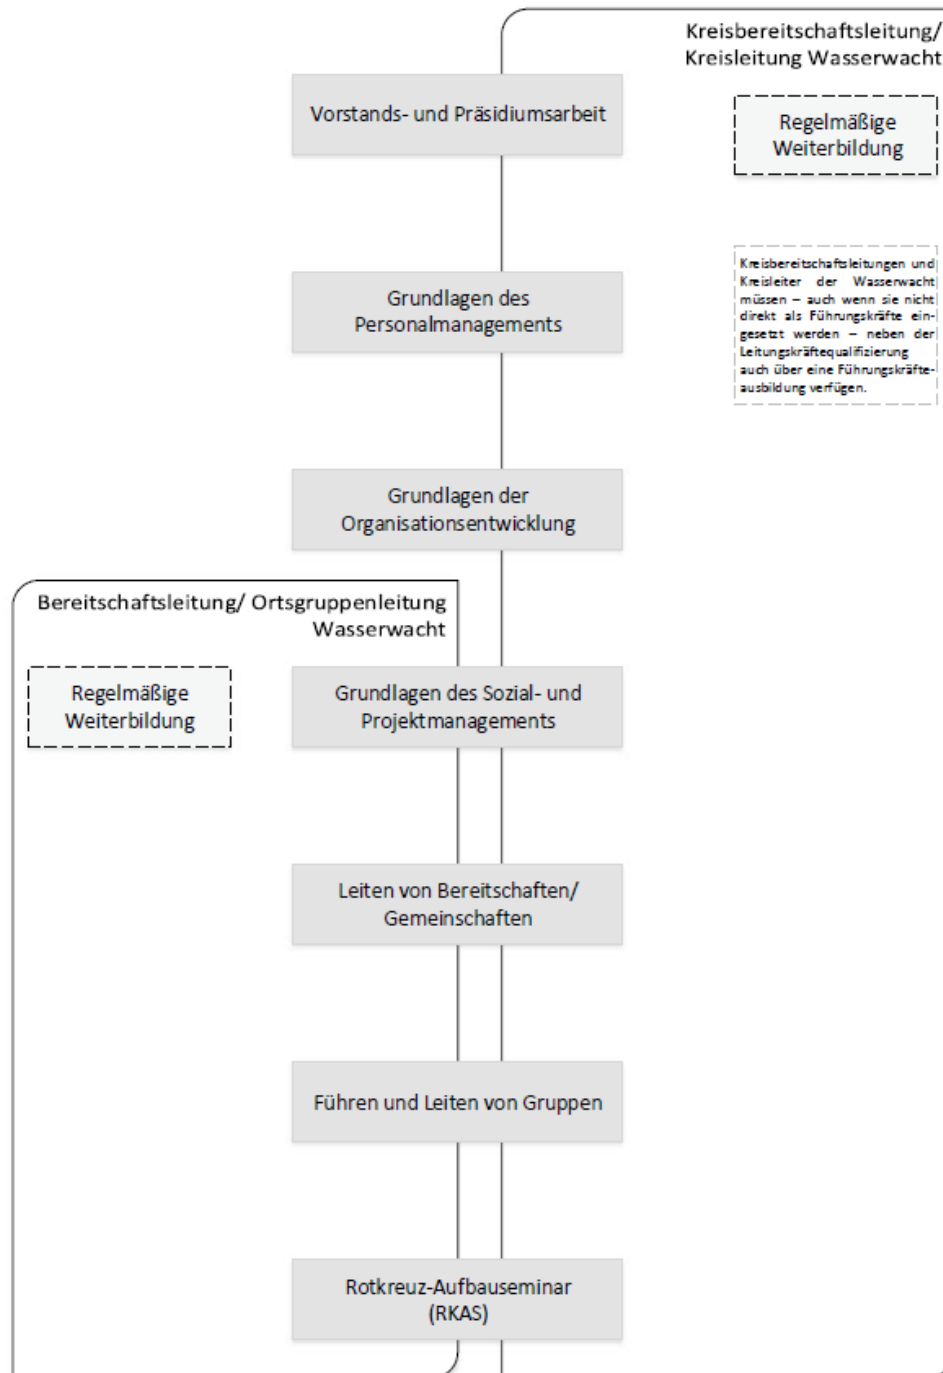 Kreisbereitschaftsleitung/
Kreisleitung Wasserwacht
Vorstands- und Präsidiumsarbeit
Regelmäßige
Weiterbildung
Grundlagen des
Personalmanagements
Kreisbereitschaftsleitungen und
Kreisleiter der Wasserwacht
müssen – auch wenn sie nicht
direkt als Führungskräfte ein-
gesetzt werden – neben der
Leitungskräftequalifizierung
auch über eine Führungskräfte-
ausbildung verfügen.
Grundlagen der
Organisationsentwicklung
Bereitschaftsleitung/ Ortsgruppenleitung
Wasserwacht
Regelmäßige
Weiterbildung
Grundlagen des Sozial- und
Projektmanagements
Leiten von Bereitschaften/
Gemeinschaften
Führen und Leiten von Gruppen
Rotkreuz-Aufbauseminar
(RKAS)